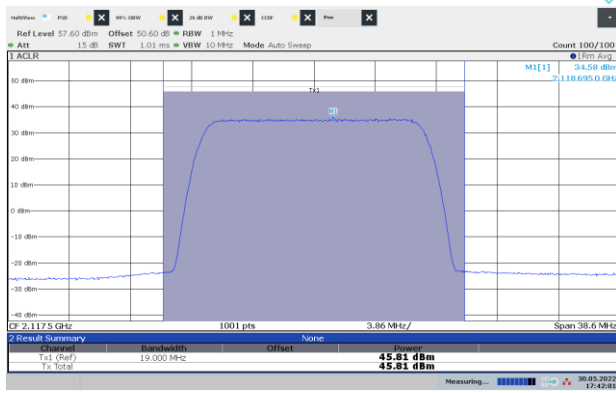 MultiView PSD 99% OBW 26 dB BW CCDF Pwr
Ref Level 57.60 dBm Offset 50.60 dB RBW 1 MHz
Att 15 dB SWT 1.01 ms VBW 10 MHz Mode Auto Sweep Count 100/100
1 ACLR 1Rm Avg
M1[1] 34.58 dBm
2.1186950 GHz
50 dBm
Tx1
40 dBm
M1
30 dBm
20 dBm
10 dBm
0 dBm
-10 dBm
-20 dBm
-30 dBm
-40 dBm
CF 2.1175 GHz 1001 pts 3.86 MHz/ Span 38.6 MHz
2 Result Summary None
Channel Bandwidth Offset Power
Tx1 (Ref) 19.000 MHz 45.81 dBm
Tx Total 45.81 dBm
Measuring... 30.05.2022
17:42:01